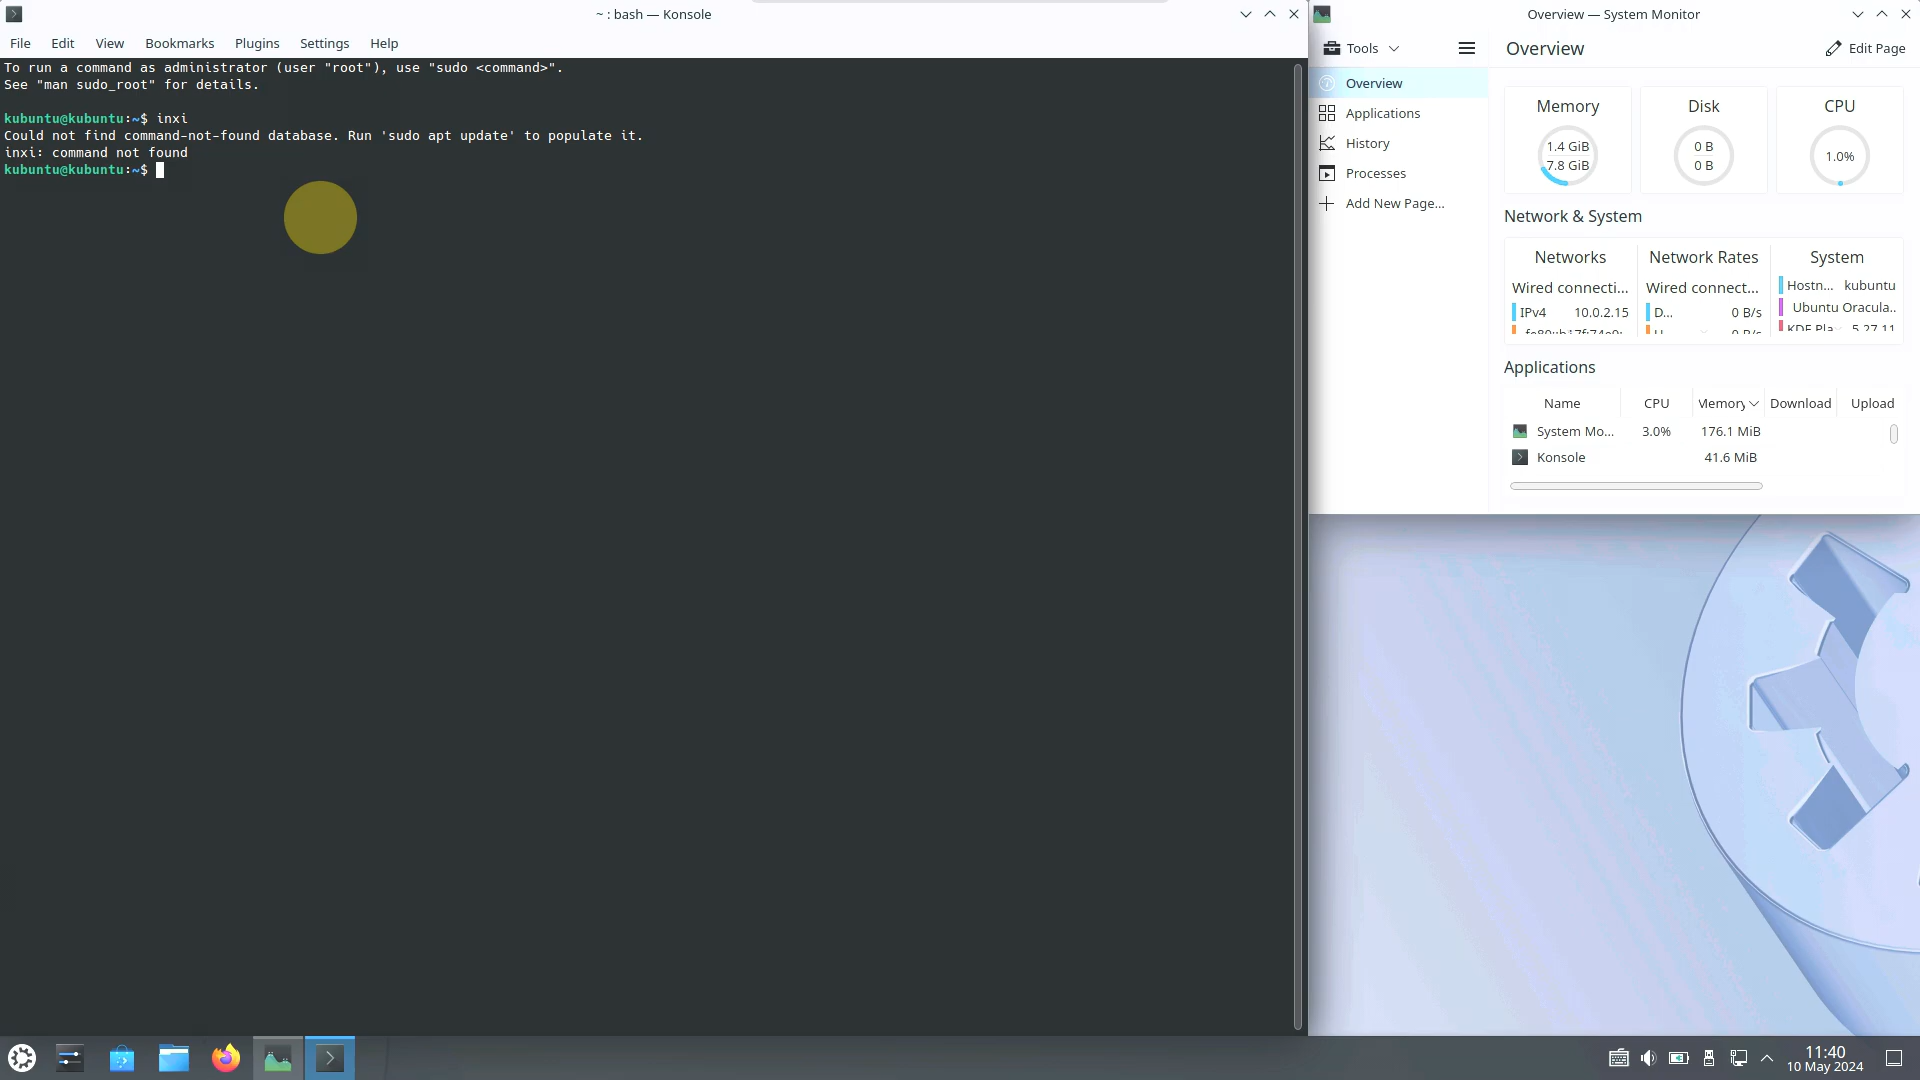 ~ : bash — Konsole
File Edit View Bookmarks Plugins Settings Help
To run a command as administrator (user "root"), use "sudo <command>".
See "man sudo_root" for details.
kubuntu@kubuntu:~$ inxi
Could not find command-not-found database. Run 'sudo apt update' to populate it.
inxi: command not found
kubuntu@kubuntu:~$
Overview — System Monitor
Tools
Overview
Edit Page
Overview
Applications
History
Processes
Add New Page...
Memory
1.4 GiB
7.8 GiB
Disk
0 B
0 B
CPU
1.0%
Network & System
Networks
Wired connecti...
IPv4 10.0.2.15
Network Rates
Wired connect...
D... 0 B/s
0 B/s
System
Hostn... kubuntu
Ubuntu Oracula..
KDE Pla 5.27.11
Applications
Name CPU Memory Download Upload
System Mo... 3.0% 176.1 MiB
Konsole 41.6 MiB
11:40
10 May 2024